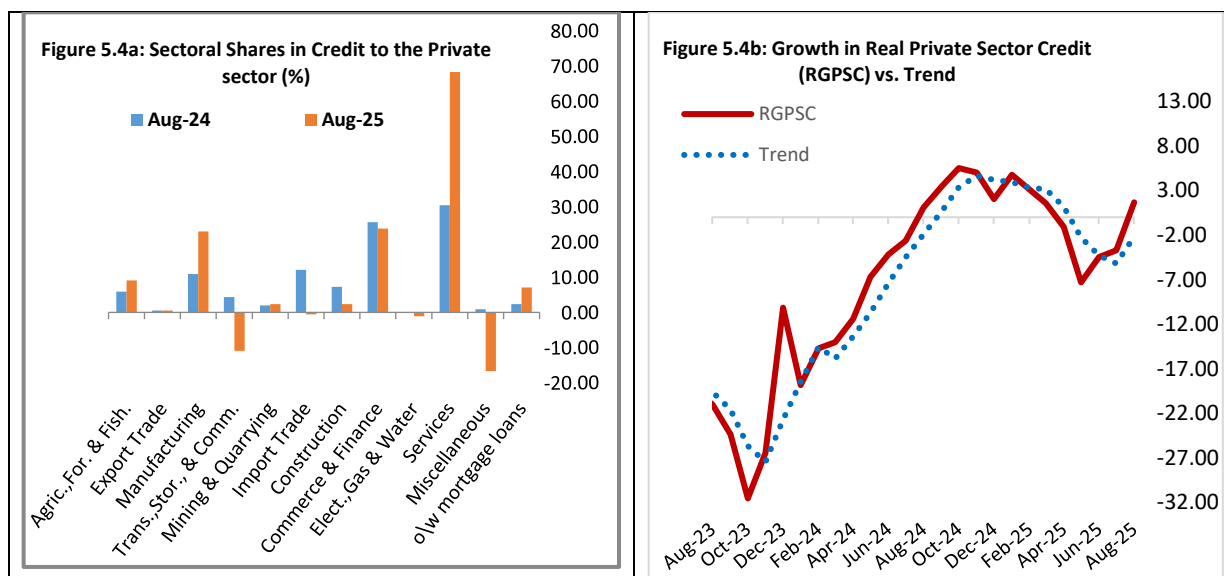 Figure 5.4a: Sectoral Shares in Credit to the Private
sector (%)
Aug-24 Aug-25
80.00
70.00
60.00
50.00
40.00
30.00
20.00
10.00
0.00
-10.00
-20.00
Agric.,For. & Fish.
Export Trade
Manufacturing
Trans.,Stor., & Comm.
Mining & Quarrying
Import Trade
Construction
Commerce & Finance
Elect.,Gas & Water
Services
Miscellaneous
o\w mortgage loans
Figure 5.4b: Growth in Real Private Sector Credit
(RGPSC) vs. Trend
RGPSC
Trend
13.00
8.00
3.00
-2.00
-7.00
-12.00
-17.00
-22.00
-27.00
-32.00
Aug-23
Oct-23
Dec-23
Feb-24
Apr-24
Jun-24
Aug-24
Oct-24
Dec-24
Feb-25
Apr-25
Jun-25
Aug-25